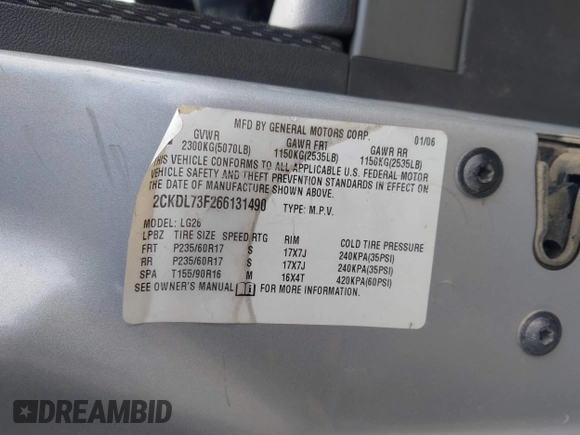 MFD BY GENERAL MOTORS CORP. 01/06
GVWR GAWR FRT GAWR RR
2300KG(5070LB) 1150KG(2535LB) 1150KG(2535LB)
THIS VEHICLE CONFORMS TO ALL APPLICABLE U.S. FEDERAL MOTOR
VEHICLE SAFETY AND THEFT PREVENTION STANDARDS IN EFFECT ON
THE DATE OF MANUFACTURE SHOWN ABOVE.
2CKDL73F266131490 TYPE: M.P.V.
MODEL: LG26
LPBZ TIRE SIZE SPEED RTG RIM COLD TIRE PRESSURE
FRT P235/60R17 S 17X7J 240KPA(35PSI)
RR P235/60R17 S 17X7J 240KPA(35PSI)
SPA T155/90R16 M 16X4T 420KPA(60PSI)
SEE OWNER'S MANUAL FOR MORE INFORMATION.
DREAMBID